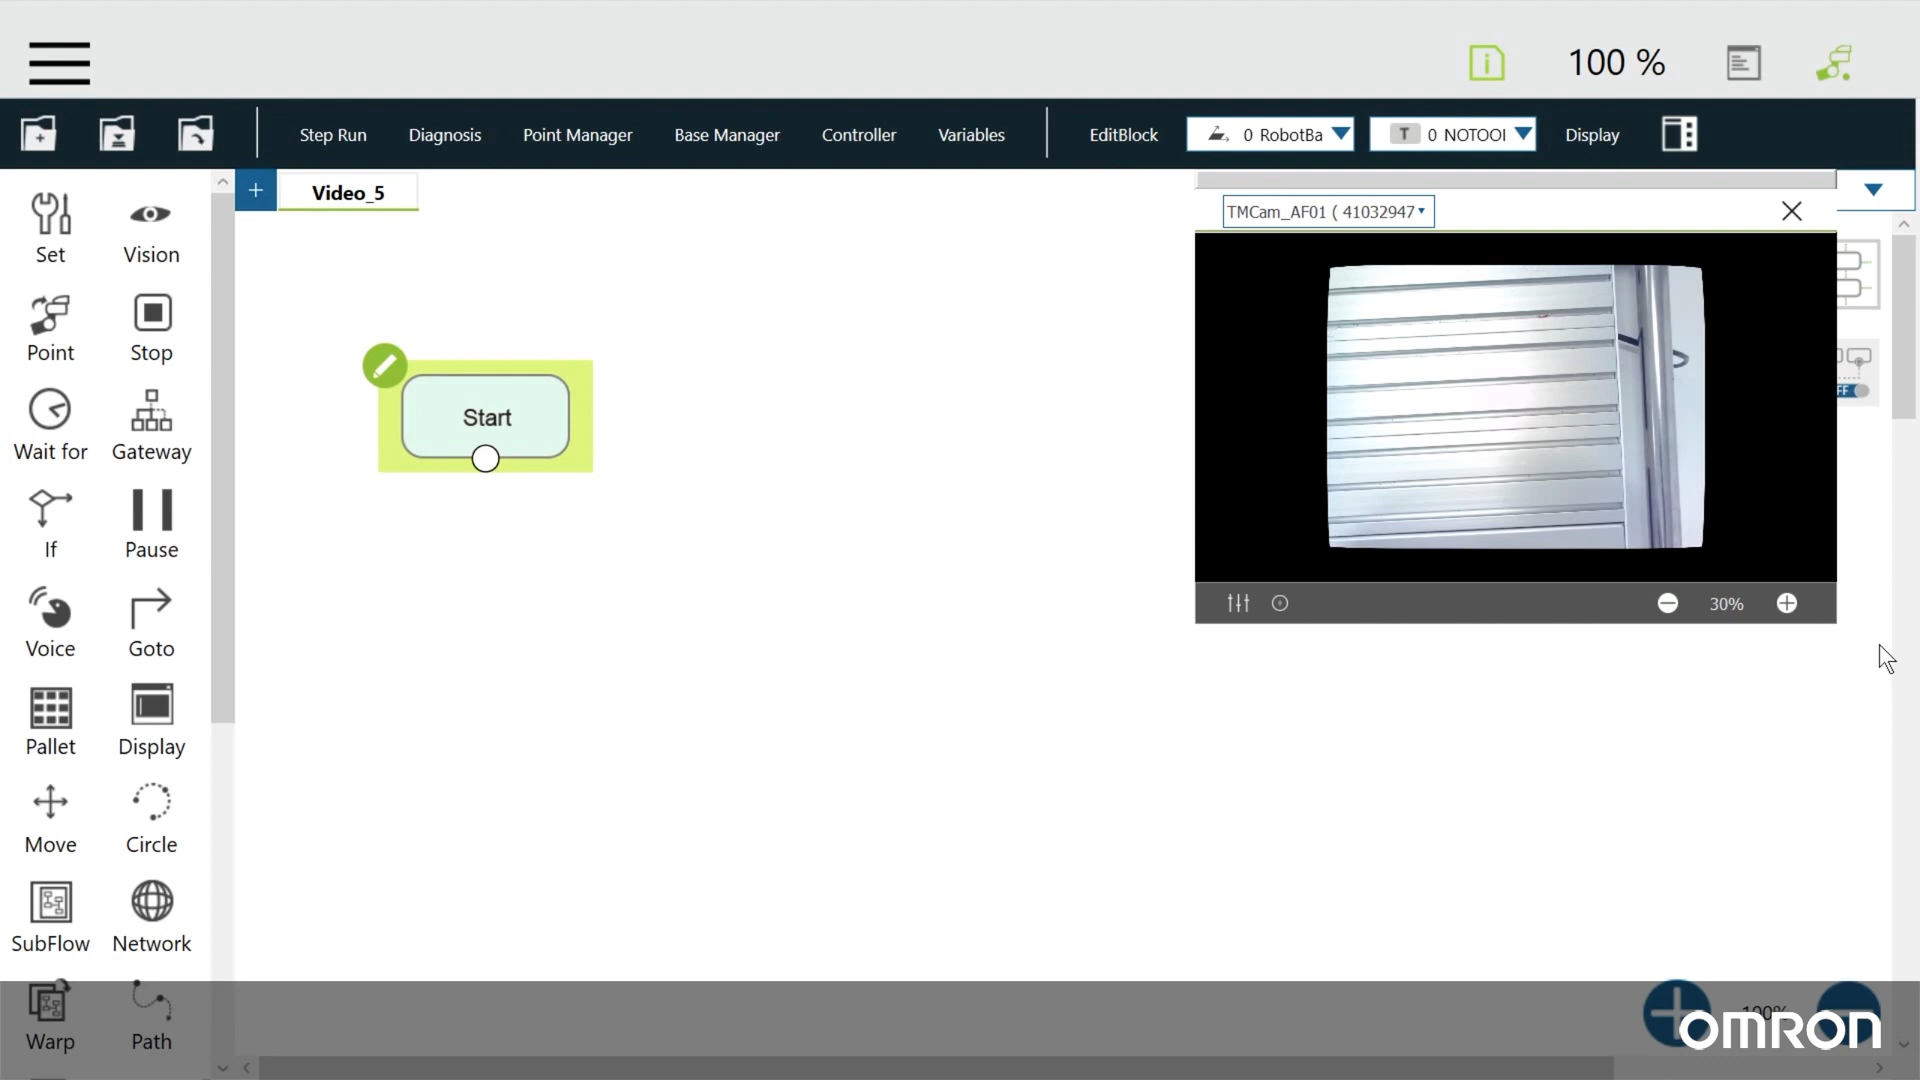 100 %
Step Run Diagnosis Point Manager Base Manager Controller Variables EditBlock 0 RobotBa T 0 NOTOOl Display
Video_5
TMCam_AF01 ( 41032947
Set Vision
Point Stop
Start
Wait for Gateway
If Pause
30%
Voice Goto
Pallet Display
Move Circle
SubFlow Network
Warp Path
100%
OMRON